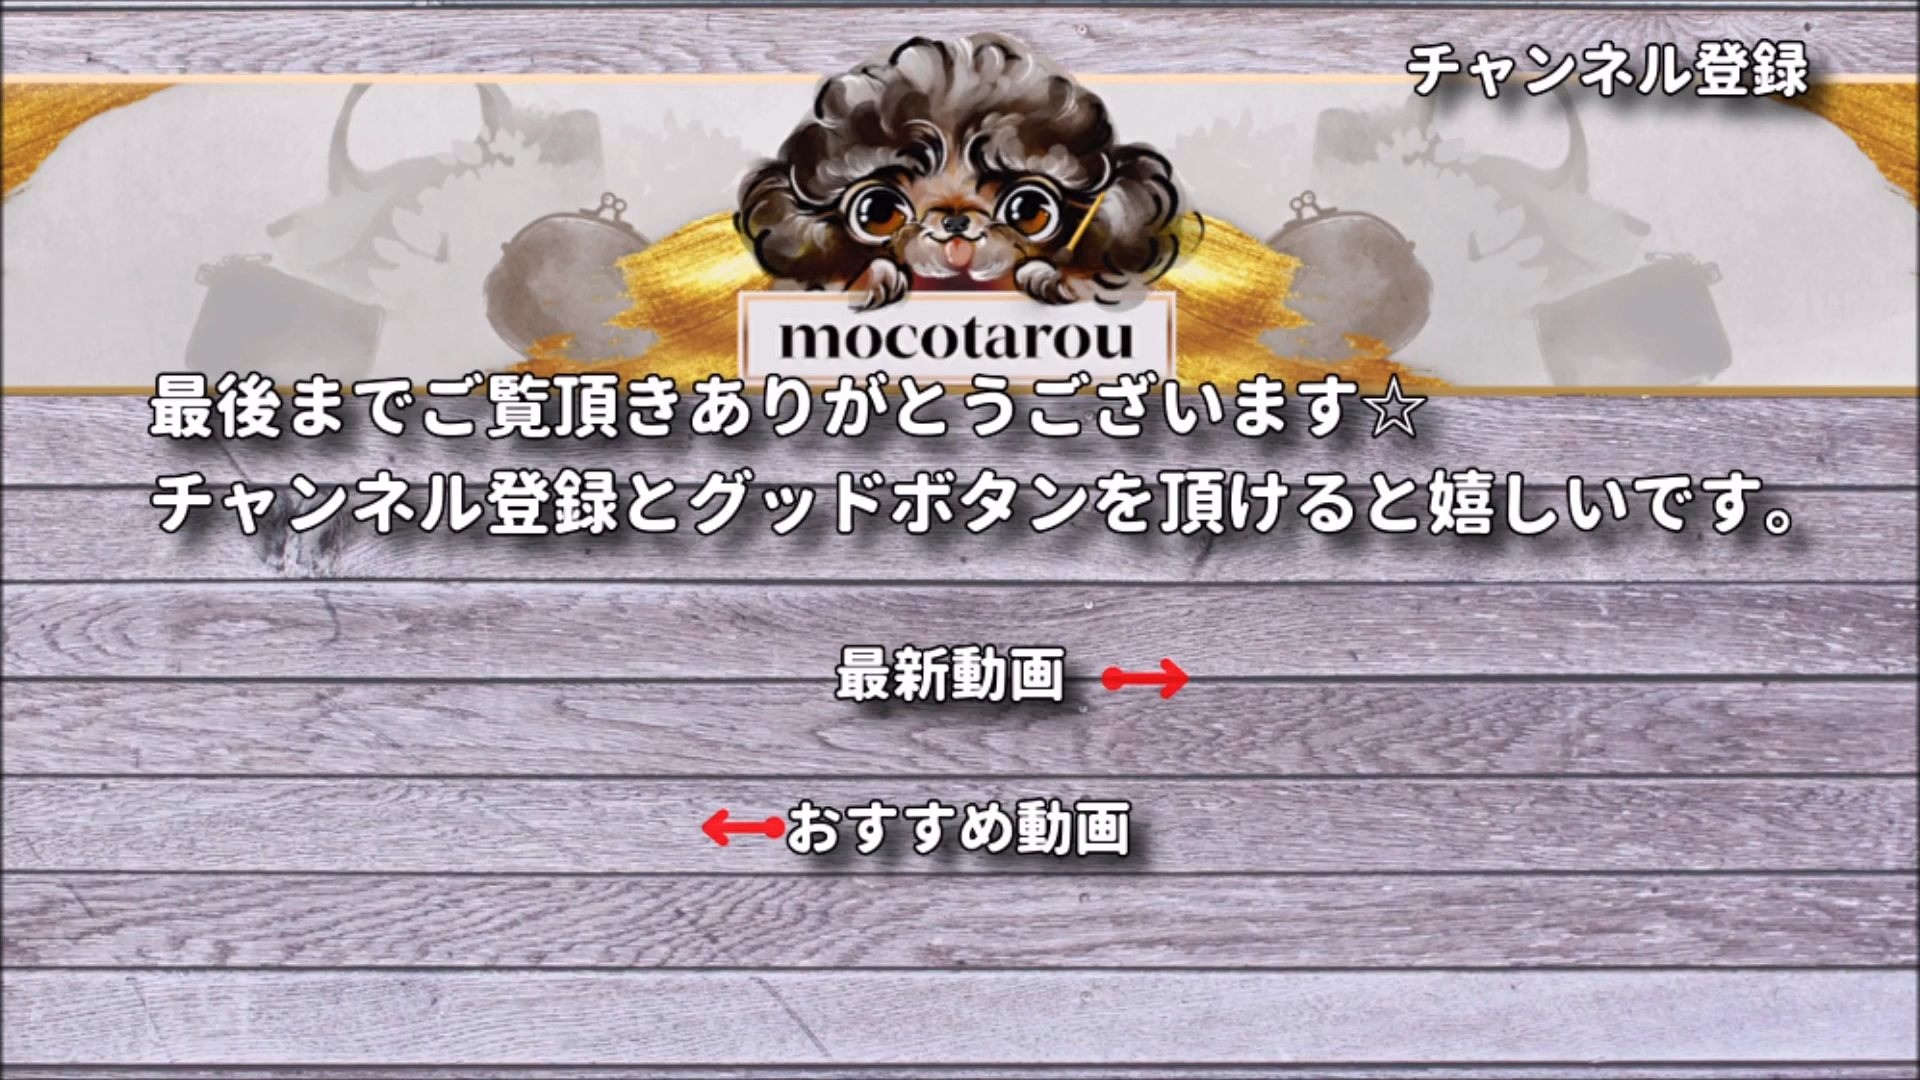 チャンネル登録
mocotarou
最後までご覧頂きありがとうございます☆
チャンネル登録とグッドボタンを頂けると嬉しいです。
最新動画
おすすめ動画